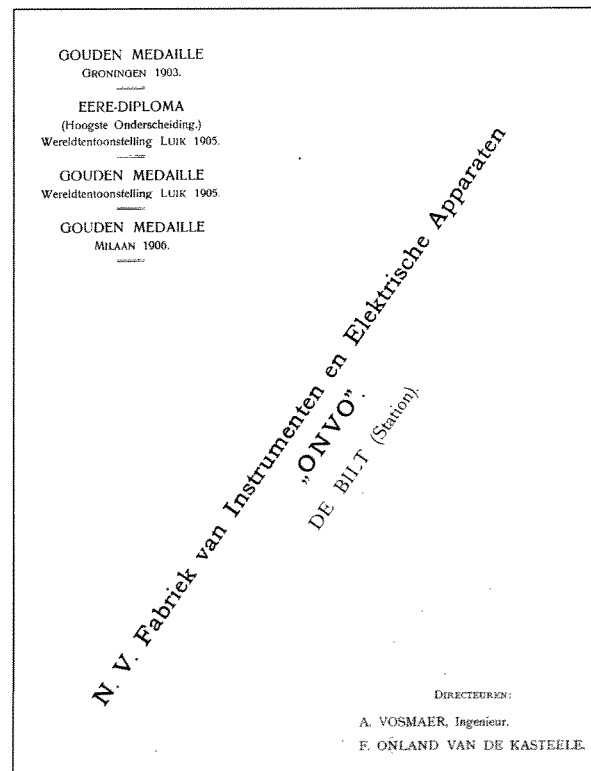 GOUDEN MEDAILLE
GRONINGEN 1903.
EERE-DIPLOMA
(Hoogste Onderscheiding.)
Wereldtentoonstelling LUIK 1905.
GOUDEN MEDAILLE
Wereldtentoonstelling LUIK 1905.
GOUDEN MEDAILLE
MILAAN 1906.
N. V. Fabriek van Instrumenten en Elektrische Apparaten
„ONVO”.
DE BILT (Station).
DIRECTEUREN:
A. VOSMAER, Ingenieur.
F. ONLAND VAN DE KASTEELE.